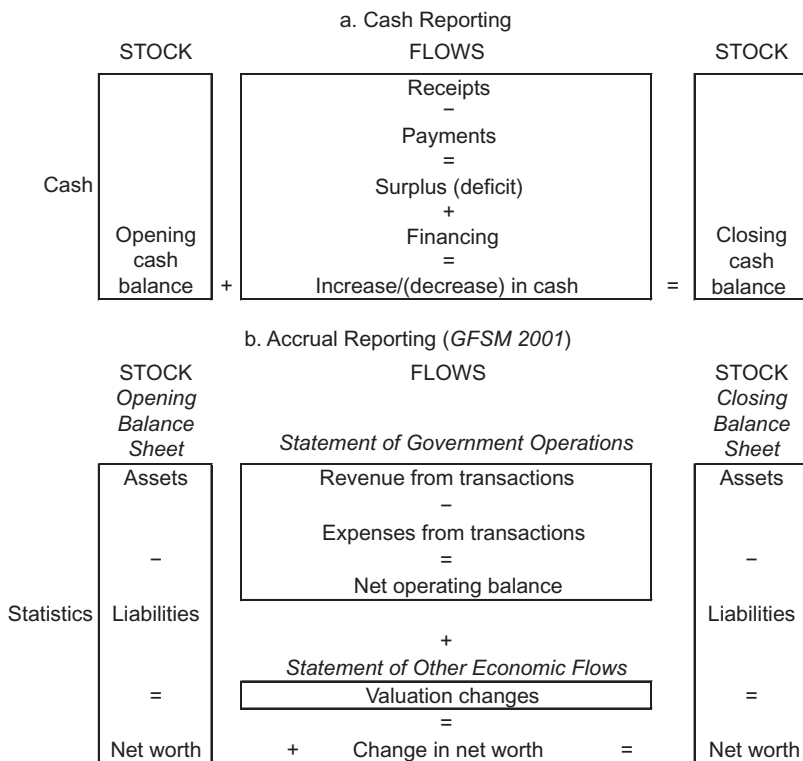 a. Cash Reporting
STOCK FLOWS STOCK
Receipts
–
Payments
=
Cash Surplus (deficit)
+
Opening Financing Closing
cash = cash
balance + Increase/(decrease) in cash = balance
b. Accrual Reporting (GFSM 2001)
STOCK FLOWS STOCK
Opening Closing
Balance Balance
Sheet Statement of Government Operations Sheet
Assets Revenue from transactions Assets
–
Expenses from transactions
– = –
Net operating balance
Statistics Liabilities Liabilities
+
Statement of Other Economic Flows
= Valuation changes =
=
Net worth + Change in net worth = Net worth